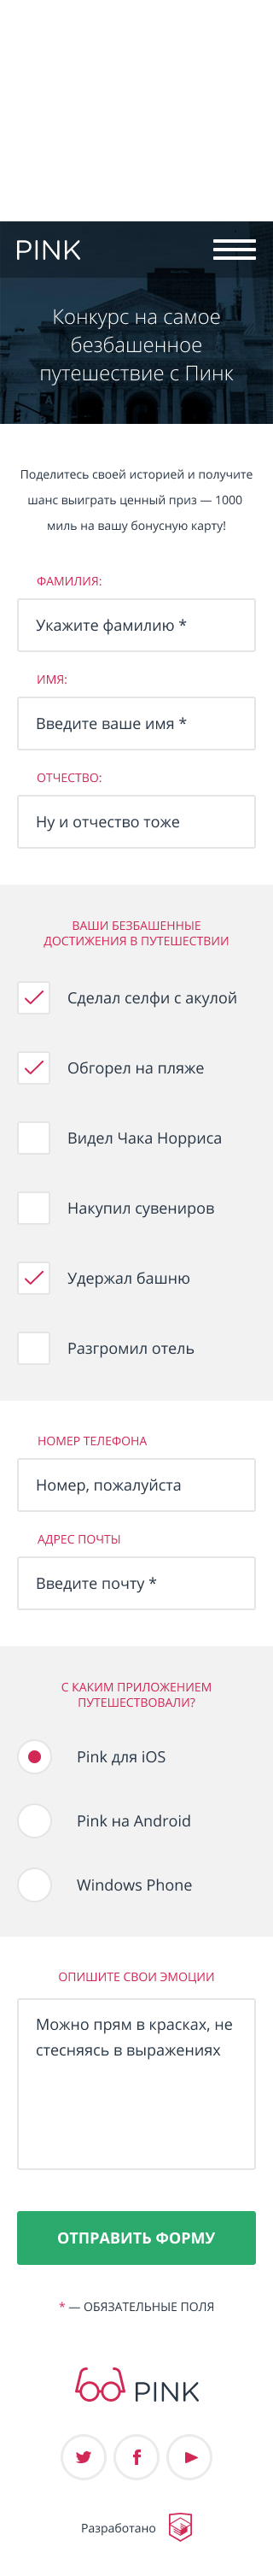 PINK
Конкурс на самое
безбашенное
путешествие с Пинк
Поделитесь своей историей и получите
шанс выиграть ценный приз — 1000
миль на вашу бонусную карту!
ФАМИЛИЯ:
Укажите фамилию *
ИМЯ:
Введите ваше имя *
ОТЧЕСТВО:
Ну и отчество тоже
ВАШИ БЕЗБАШЕННЫЕ
ДОСТИЖЕНИЯ В ПУТЕШЕСТВИИ
Сделал селфи с акулой
Обгорел на пляже
Видел Чака Норриса
Накупил сувениров
Удержал башню
Разгромил отель
НОМЕР ТЕЛЕФОНА
Номер, пожалуйста
АДРЕС ПОЧТЫ
Введите почту *
С КАКИМ ПРИЛОЖЕНИЕМ
ПУТЕШЕСТВОВАЛИ?
Pink для iOS
Pink на Android
Windows Phone
ОПИШИТЕ СВОИ ЭМОЦИИ
Можно прям в красках, не
стесняясь в выражениях
ОТПРАВИТЬ ФОРМУ
* — ОБЯЗАТЕЛЬНЫЕ ПОЛЯ
PINK
Разработано